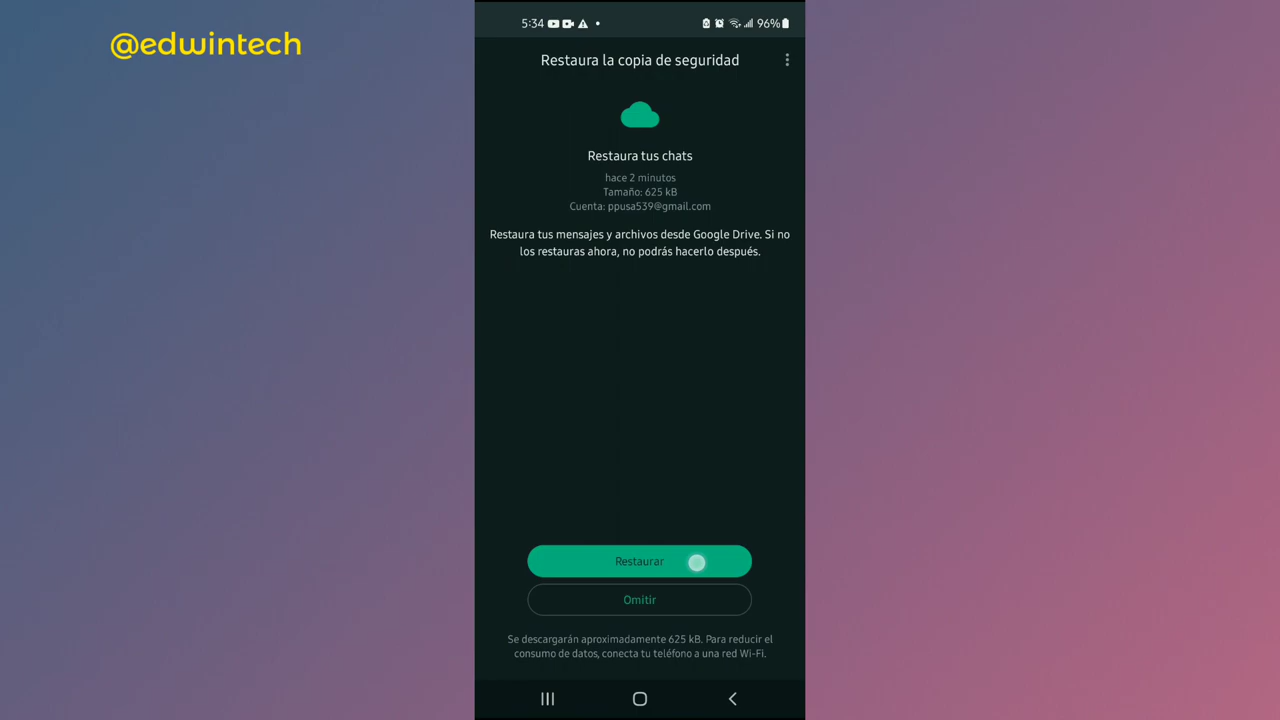 @edwintech
5:34
96%
Restaura la copia de seguridad
Restaura tus chats
hace 2 minutos
Tamaño: 625 kB
Cuenta: ppusa539@gmail.com
Restaura tus mensajes y archivos desde Google Drive. Si no
los restauras ahora, no podrás hacerlo después.
Restaurar
Omitir
Se descargarán aproximadamente 625 kB. Para reducir el
consumo de datos, conecta tu teléfono a una red Wi-Fi.